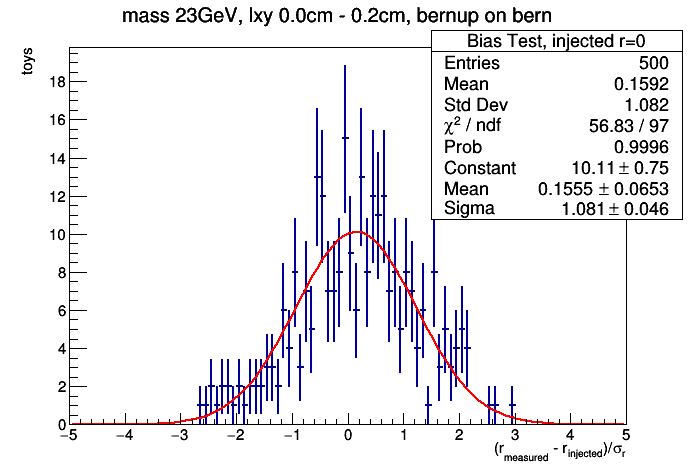 mass 23GeV, lxy 0.0cm - 0.2cm, bernup on bern
toys
Bias Test, injected r=0
Entries 500
Mean 0.1592
Std Dev 1.082
χ² / ndf 56.83 / 97
Prob 0.9996
Constant 10.11 ± 0.75
Mean 0.1555 ± 0.0653
Sigma 1.081 ± 0.046
18
16
14
12
10
8
6
4
2
0
−5 −4 −3 −2 −1 0 1 2 3 4 5
(r_measured - r_injected)/σ_r